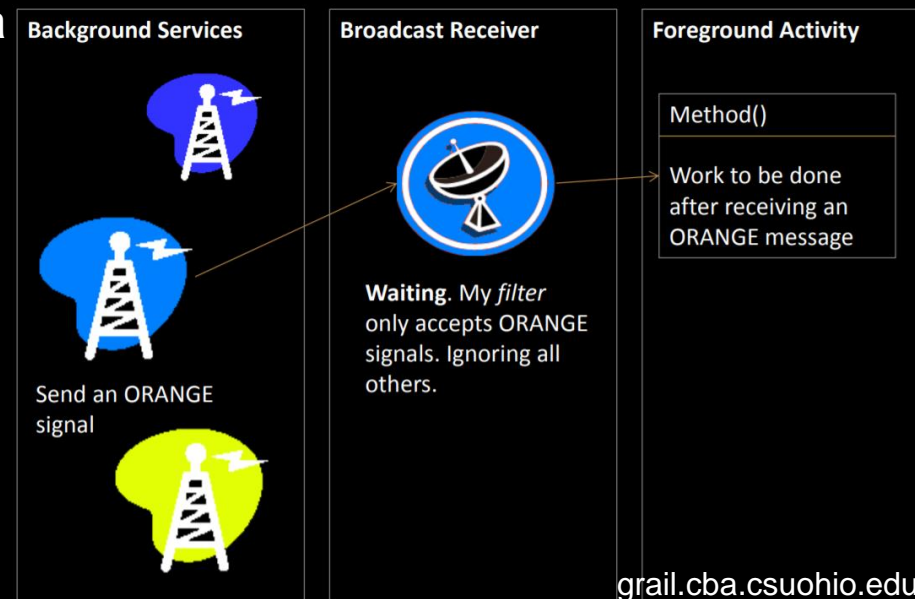 Background Services
Send an ORANGE
signal
Broadcast Receiver
Waiting. My filter
only accepts ORANGE
signals. Ignoring all
others.
Foreground Activity
Method()
Work to be done
after receiving an
ORANGE message
grail.cba.csuohio.edu